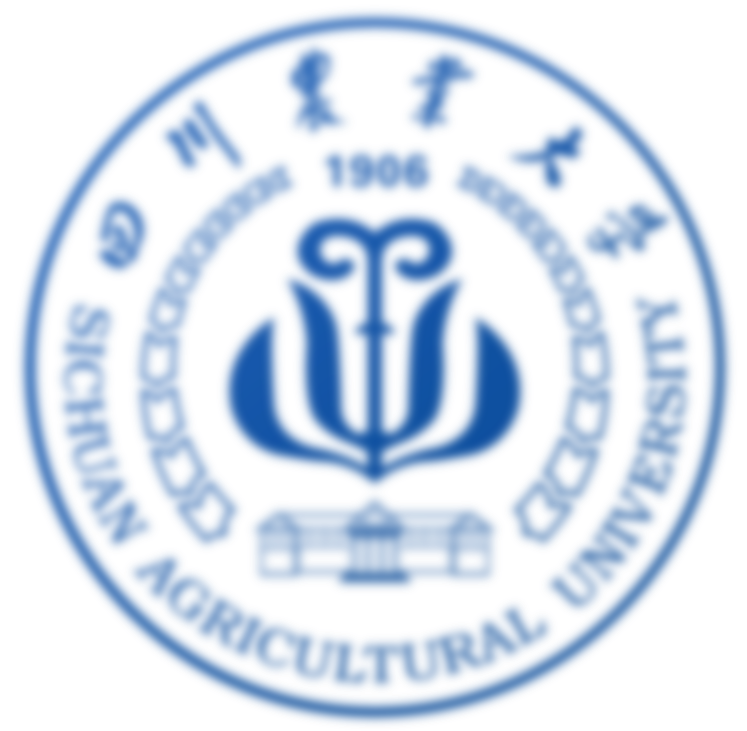 四川农业大学
1906
SICHUAN AGRICULTURAL UNIVERSITY